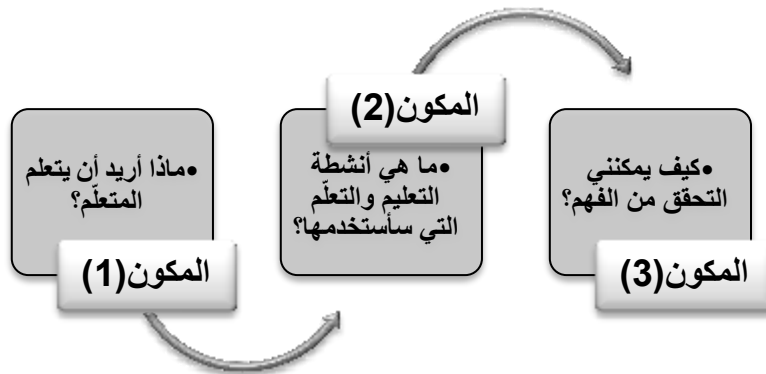 •ماذا أريد أن يتعلم
المتعلّم؟
المكون(1)
المكون(2)
•ما هي أنشطة
التعليم والتعلّم
التي سأستخدمها؟
•كيف يمكنني
التحقق من الفهم؟
المكون(3)